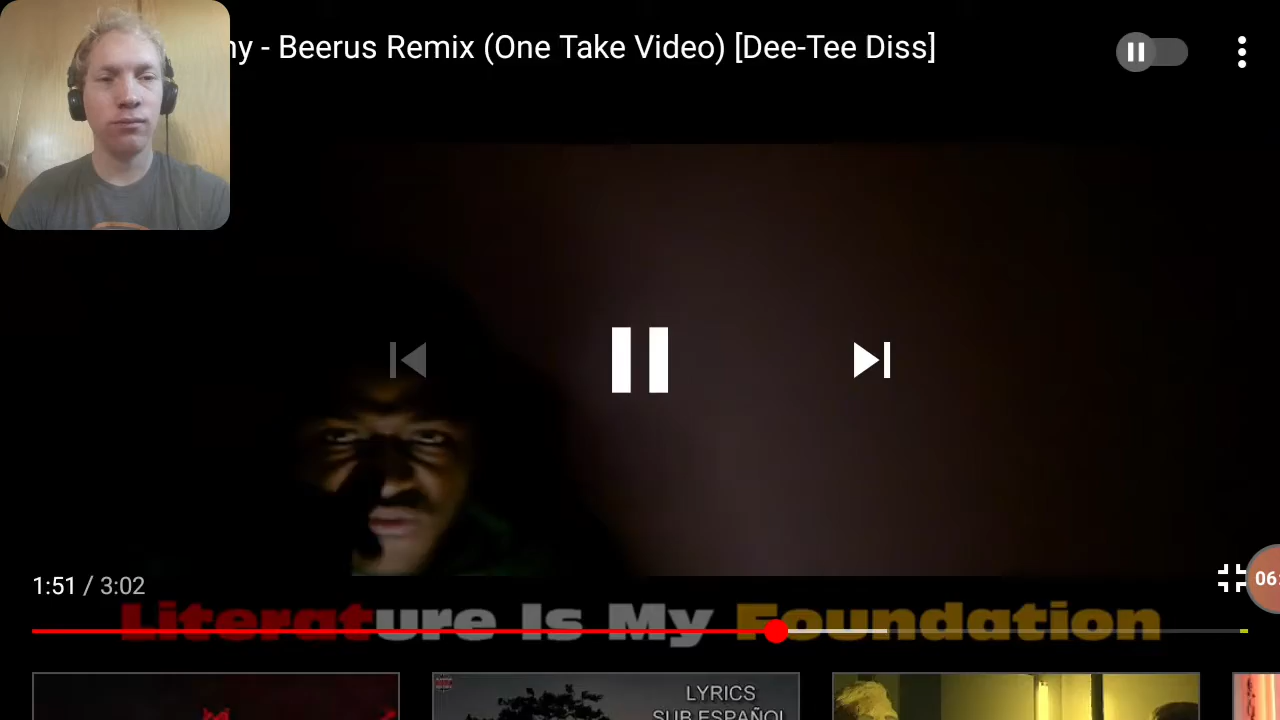 ny - Beerus Remix (One Take Video) [Dee-Tee Diss]
1:51 / 3:02
06:
Literature Is My Foundation
LYRICS
SUB ESPAÑOL